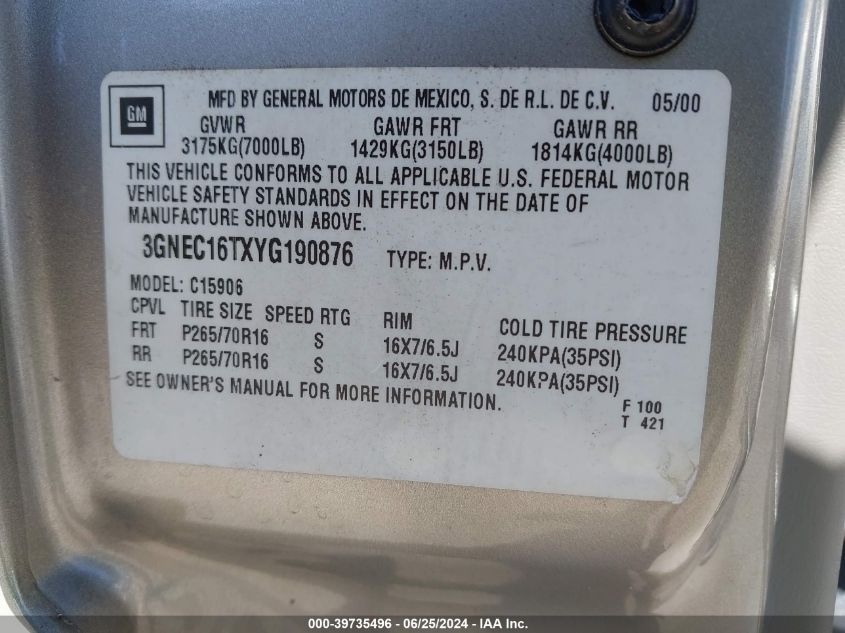 GM
MFD BY GENERAL MOTORS DE MEXICO, S. DE R.L. DE C.V. 05/00
GVWR GAWR FRT GAWR RR
3175KG(7000LB) 1429KG(3150LB) 1814KG(4000LB)
THIS VEHICLE CONFORMS TO ALL APPLICABLE U.S. FEDERAL MOTOR
VEHICLE SAFETY STANDARDS IN EFFECT ON THE DATE OF
MANUFACTURE SHOWN ABOVE.
3GNEC16TXYG190876 TYPE: M.P.V.
MODEL: C15906
CPVL TIRE SIZE SPEED RTG RIM COLD TIRE PRESSURE
FRT P265/70R16 S 16X7/6.5J 240KPA(35PSI)
RR P265/70R16 S 16X7/6.5J 240KPA(35PSI)
SEE OWNER'S MANUAL FOR MORE INFORMATION.
F 100
T 421
000-39735496 - 06/25/2024 - IAA Inc.